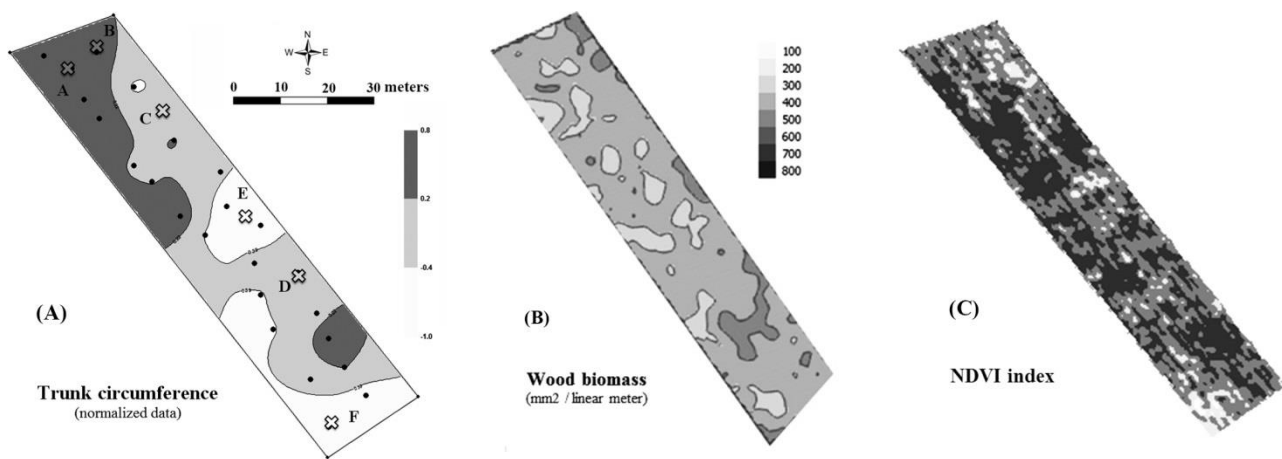 B
A
C
E
D
F
N
W E
S
0 10 20 30 meters
0.8
0.2
-0.4
-1.0
(A)
Trunk circumference
(normalized data)
(B)
100
200
300
400
500
600
700
800
Wood biomass
(mm2 / linear meter)
(C)
NDVI index